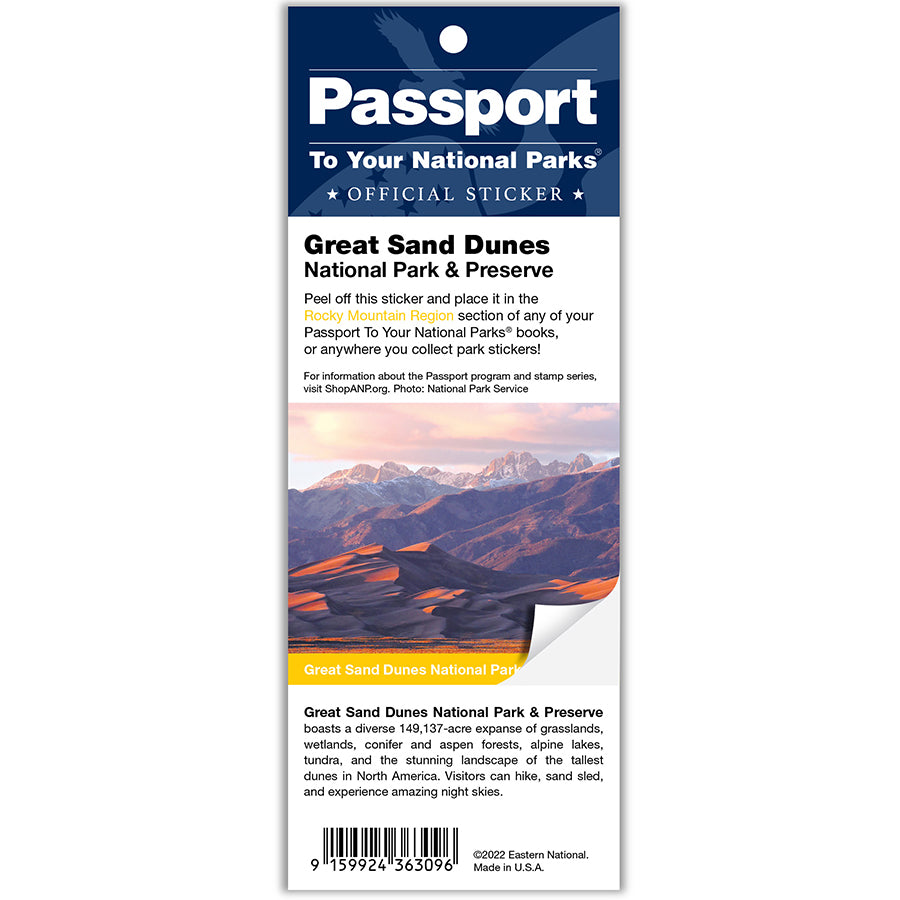 Passport
To Your National Parks®
★ OFFICIAL STICKER ★
Great Sand Dunes
National Park & Preserve
Peel off this sticker and place it in the
Rocky Mountain Region section of any of your
Passport To Your National Parks® books,
or anywhere you collect park stickers!
For information about the Passport program and stamp series,
visit ShopANP.org. Photo: National Park Service
Great Sand Dunes National Park
Great Sand Dunes National Park & Preserve
boasts a diverse 149,137-acre expanse of grasslands,
wetlands, conifer and aspen forests, alpine lakes,
tundra, and the stunning landscape of the tallest
dunes in North America. Visitors can hike, sand sled,
and experience amazing night skies.
9 159924 363096
©2022 Eastern National.
Made in U.S.A.